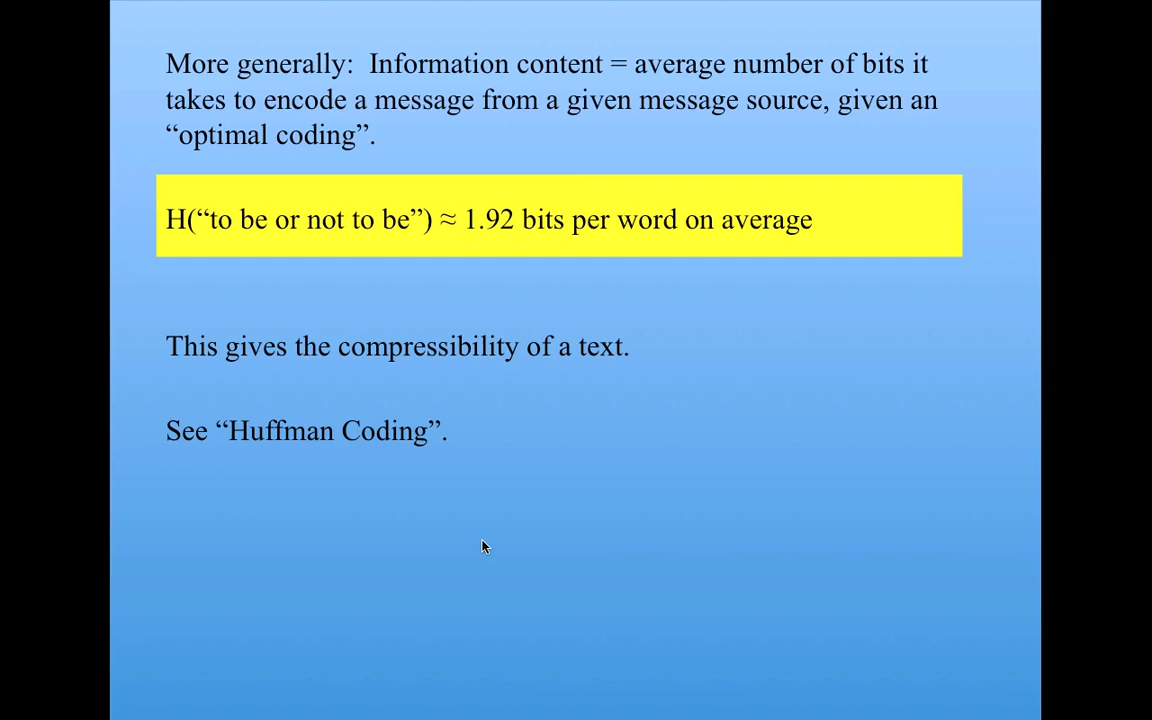 More generally:  Information content = average number of bits it
takes to encode a message from a given message source, given an
“optimal coding”.
H(“to be or not to be”) ≈ 1.92 bits per word on average
This gives the compressibility of a text.
See “Huffman Coding”.